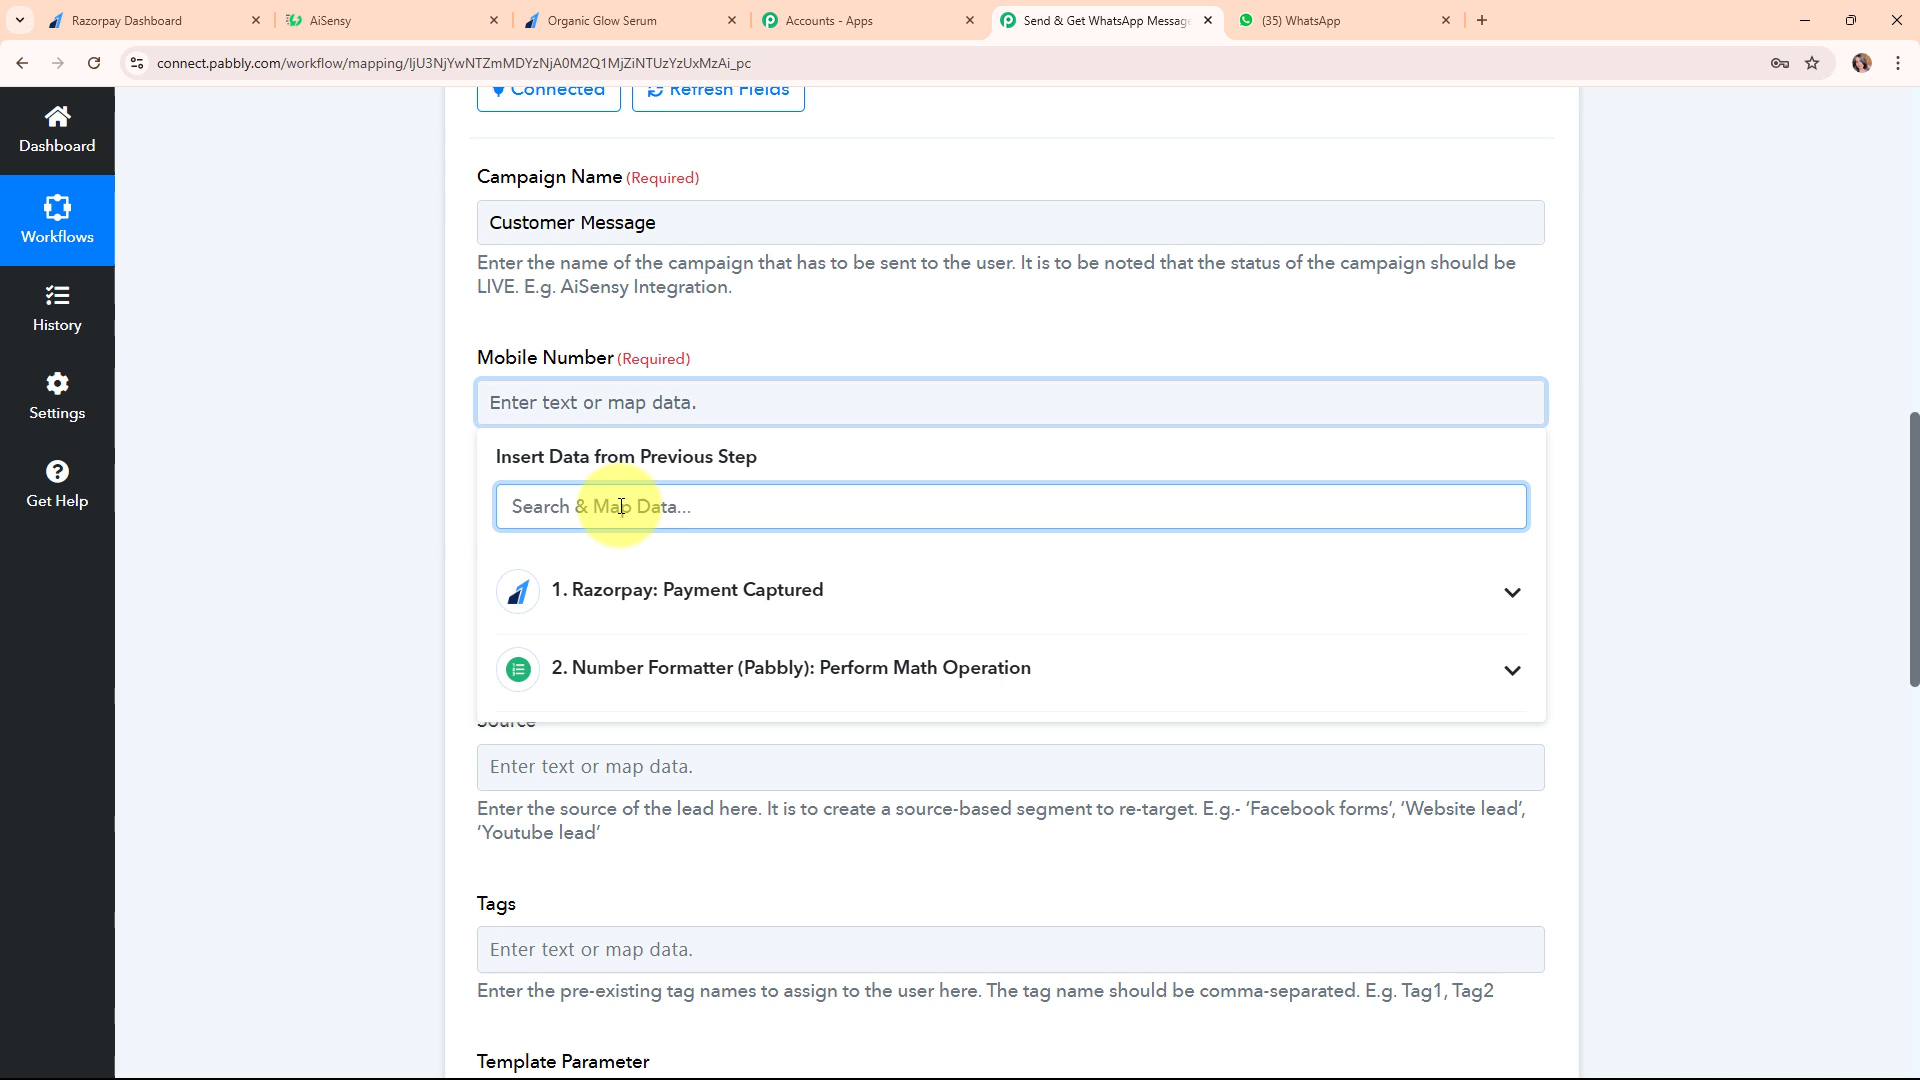 Razorpay Dashboard
AiSensy
Organic Glow Serum
Accounts - Apps
Send & Get WhatsApp Message
(35) WhatsApp
connect.pabbly.com/workflow/mapping/IjU3NjYwNTZmMDYzNjA0M2Q1MjZiNTUzYzUxMzAi_pc
Dashboard
Workflows
History
Settings
Get Help
Connected
Refresh Fields
Campaign Name (Required)
Customer Message
Enter the name of the campaign that has to be sent to the user. It is to be noted that the status of the campaign should be
LIVE. E.g. AiSensy Integration.
Mobile Number (Required)
Enter text or map data.
Insert Data from Previous Step
Search & Map Data...
1. Razorpay: Payment Captured
2. Number Formatter (Pabbly): Perform Math Operation
Source
Enter text or map data.
Enter the source of the lead here. It is to create a source-based segment to re-target. E.g.- ‘Facebook forms’, ‘Website lead’,
‘Youtube lead’
Tags
Enter text or map data.
Enter the pre-existing tag names to assign to the user here. The tag name should be comma-separated. E.g. Tag1, Tag2
Template Parameter